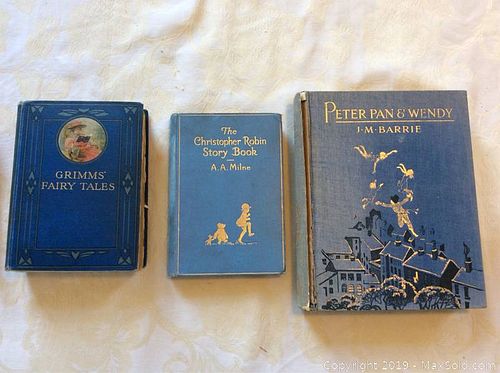 GRIMMS'
FAIRY TALES
The
Christopher Robin
Story Book
A. A. Milne
PETER PAN & WENDY
J·M·BARRIE
Copyright 2019 - MaxSold.com